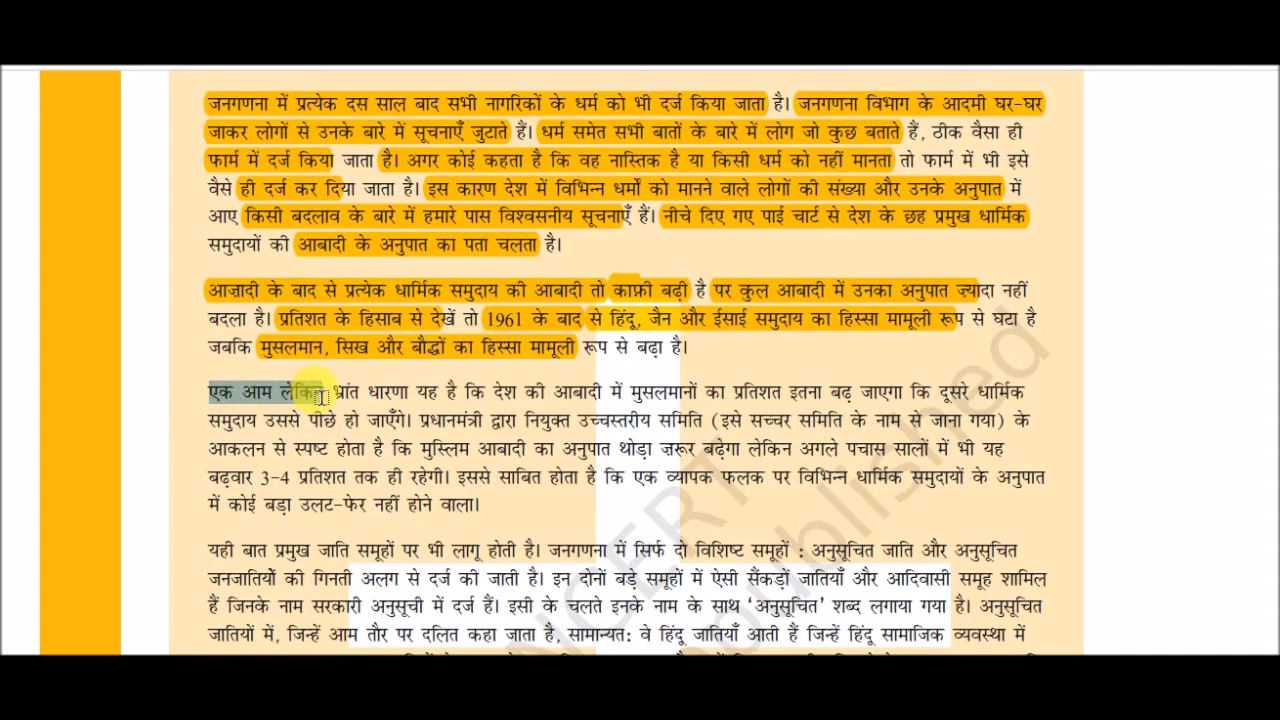 जनगणना में प्रत्येक दस साल बाद सभी नागरिकों के धर्म को भी दर्ज किया जाता है। जनगणना विभाग के आदमी घर-घर
जाकर लोगों से उनके बारे में सूचनाएँ जुटाते हैं। धर्म समेत सभी बातों के बारे में लोग जो कुछ बताते हैं, ठीक वैसा ही
फार्म में दर्ज किया जाता है। अगर कोई कहता है कि वह नास्तिक है या किसी धर्म को नहीं मानता तो फार्म में भी इसे
वैसे ही दर्ज कर दिया जाता है। इस कारण देश में विभिन्न धर्मों को मानने वाले लोगों की संख्या और उनके अनुपात में
आए किसी बदलाव के बारे में हमारे पास विश्वसनीय सूचनाएँ हैं। नीचे दिए गए पाई चार्ट से देश के छह प्रमुख धार्मिक
समुदायों की आबादी के अनुपात का पता चलता है।
आज़ादी के बाद से प्रत्येक धार्मिक समुदाय की आबादी तो काफ़ी बढ़ी है पर कुल आबादी में उनका अनुपात ज्यादा नहीं
बदला है। प्रतिशत के हिसाब से देखें तो 1961 के बाद से हिंदू, जैन और ईसाई समुदाय का हिस्सा मामूली रूप से घटा है
जबकि मुसलमान, सिख और बौद्धों का हिस्सा मामूली रूप से बढ़ा है।
एक आम लेकिन भ्रांत धारणा यह है कि देश की आबादी में मुसलमानों का प्रतिशत इतना बढ़ जाएगा कि दूसरे धार्मिक
समुदाय उससे पीछे हो जाएँगे। प्रधानमंत्री द्वारा नियुक्त उच्चस्तरीय समिति (इसे सच्चर समिति के नाम से जाना गया) के
आकलन से स्पष्ट होता है कि मुस्लिम आबादी का अनुपात थोड़ा ज़रूर बढ़ेगा लेकिन अगले पचास सालों में भी यह
बढ़वार 3-4 प्रतिशत तक ही रहेगी। इससे साबित होता है कि एक व्यापक फलक पर विभिन्न धार्मिक समुदायों के अनुपात
में कोई बड़ा उलट-फेर नहीं होने वाला।
यही बात प्रमुख जाति समूहों पर भी लागू होती है। जनगणना में सिर्फ दो विशिष्ट समूहों : अनुसूचित जाति और अनुसूचित
जनजातियों की गिनती अलग से दर्ज की जाती है। इन दोनों बड़े समूहों में ऐसी सैंकड़ों जातियाँ और आदिवासी समूह शामिल
हैं जिनके नाम सरकारी अनुसूची में दर्ज हैं। इसी के चलते इनके नाम के साथ 'अनुसूचित' शब्द लगाया गया है। अनुसूचित
जातियों में, जिन्हें आम तौर पर दलित कहा जाता है, सामान्यत: वे हिंदू जातियाँ आती हैं जिन्हें हिंदू सामाजिक व्यवस्था में
NCERT
republished